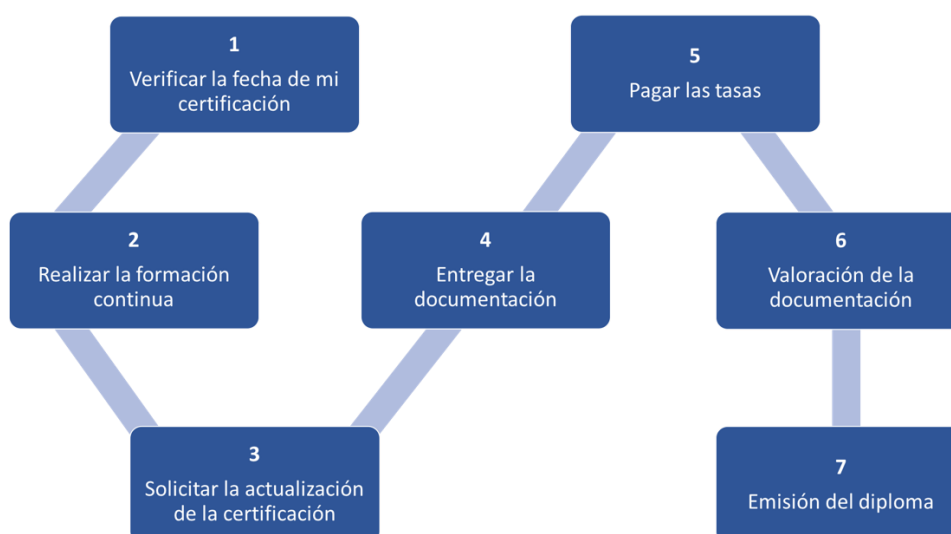 1
Verificar la fecha de mi
certificación
2
Realizar la formación
continua
3
Solicitar la actualización
de la certificación
4
Entregar la
documentación
5
Pagar las tasas
6
Valoración de la
documentación
7
Emisión del diploma